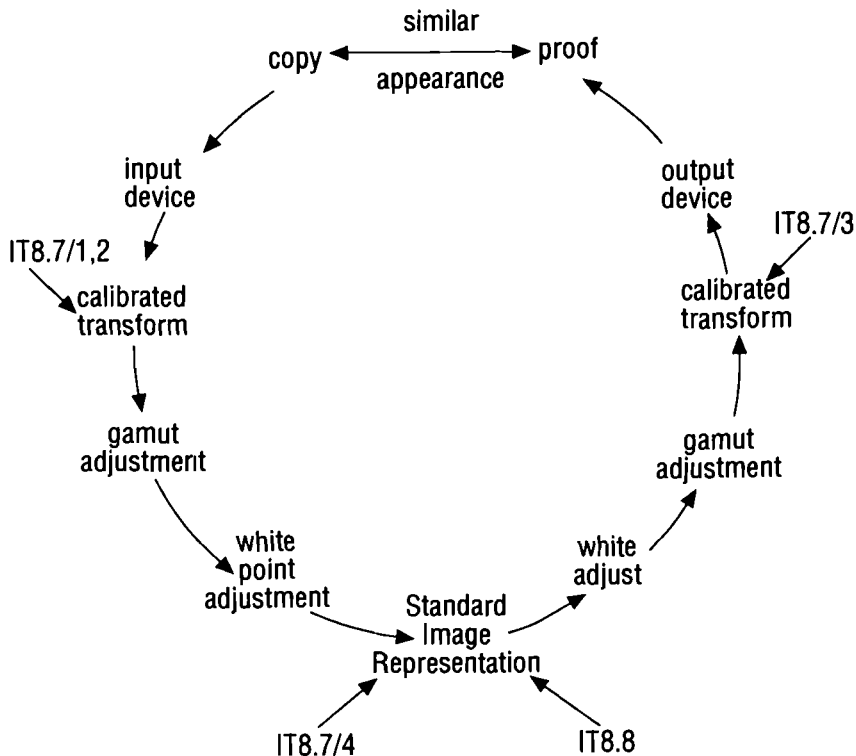 similar
copy
proof
appearance
input
device
output
device
IT8.7/1,2
IT8.7/3
calibrated
transform
calibrated
transform
gamut
adjustment
gamut
adjustment
white
point
adjustment
white
adjust
Standard
Image
Representation
IT8.7/4
IT8.8